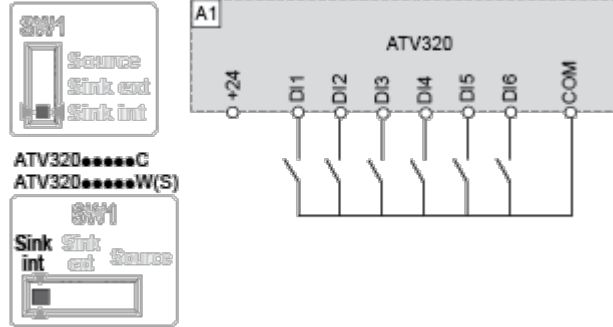 SW1
Source
Sink ext
Sink int
ATV320●●●●●C
ATV320●●●●●W(S)
SW1
Sink int
Sink ext
Source
A1
ATV320
+24
DI1
DI2
DI3
DI4
DI5
DI6
COM